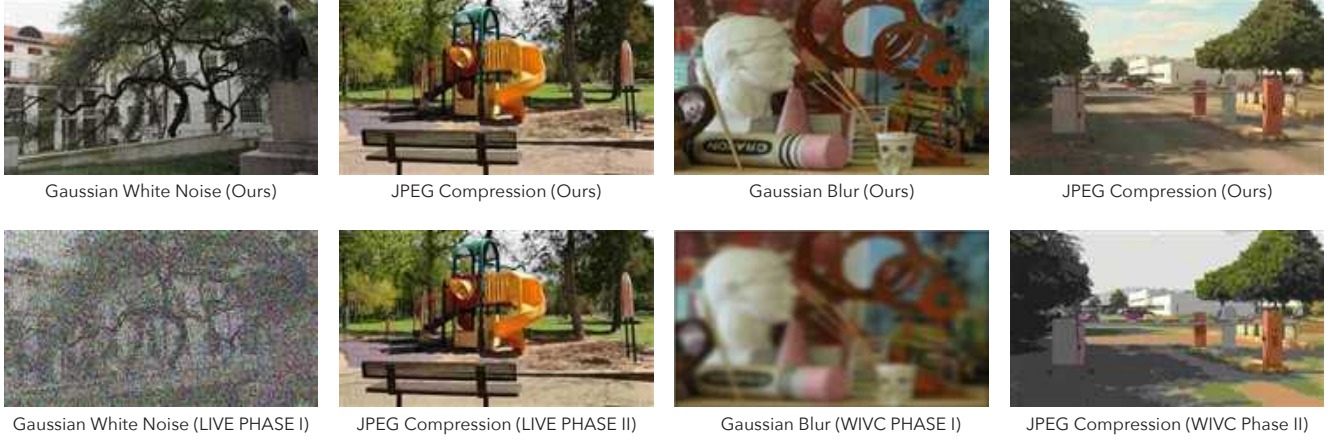 CRAYON
Gaussian White Noise (Ours)
JPEG Compression (Ours)
Gaussian Blur (Ours)
JPEG Compression (Ours)
Gaussian White Noise (LIVE PHASE I)
JPEG Compression (LIVE PHASE II)
Gaussian Blur (WIVC PHASE I)
JPEG Compression (WIVC Phase II)